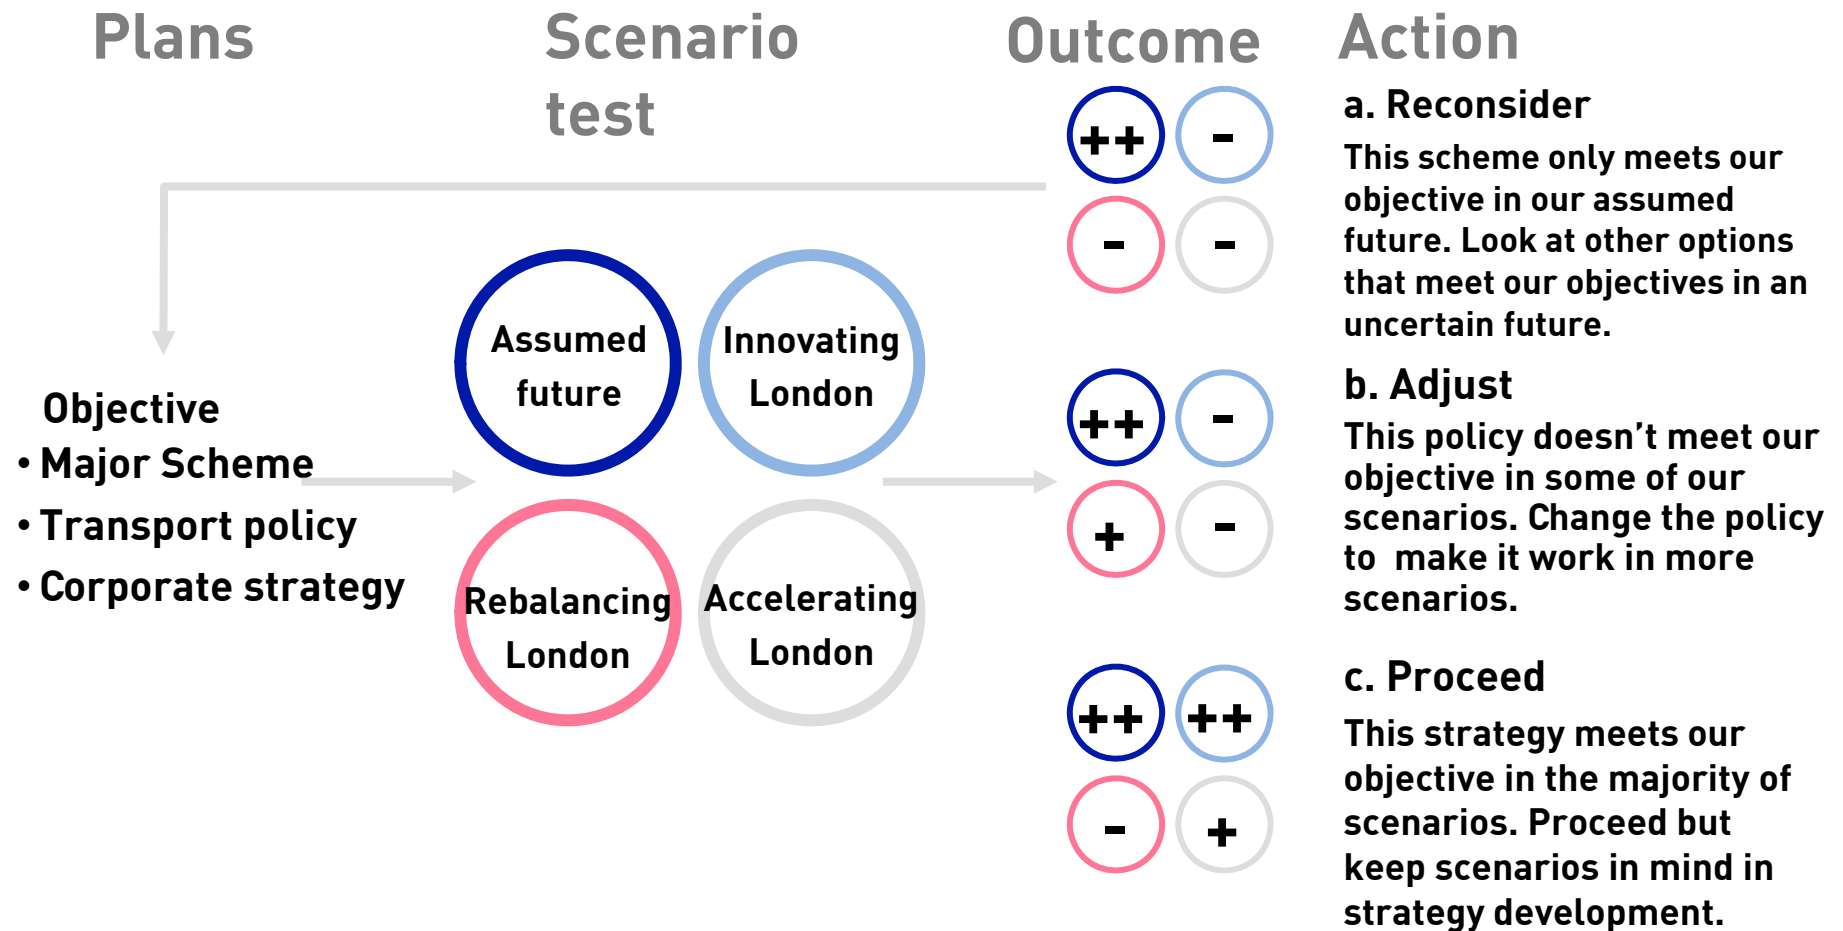 Plans
Scenario
test
Outcome
Action
Objective
• Major Scheme
• Transport policy
• Corporate strategy
Assumed
future
Innovating
London
Rebalancing
London
Accelerating
London
++
-
-
-
a. Reconsider
This scheme only meets our
objective in our assumed
future. Look at other options
that meet our objectives in an
uncertain future.
++
-
+
-
b. Adjust
This policy doesn’t meet our
objective in some of our
scenarios. Change the policy
to  make it work in more
scenarios.
++
++
-
+
c. Proceed
This strategy meets our
objective in the majority of
scenarios. Proceed but
keep scenarios in mind in
strategy development.